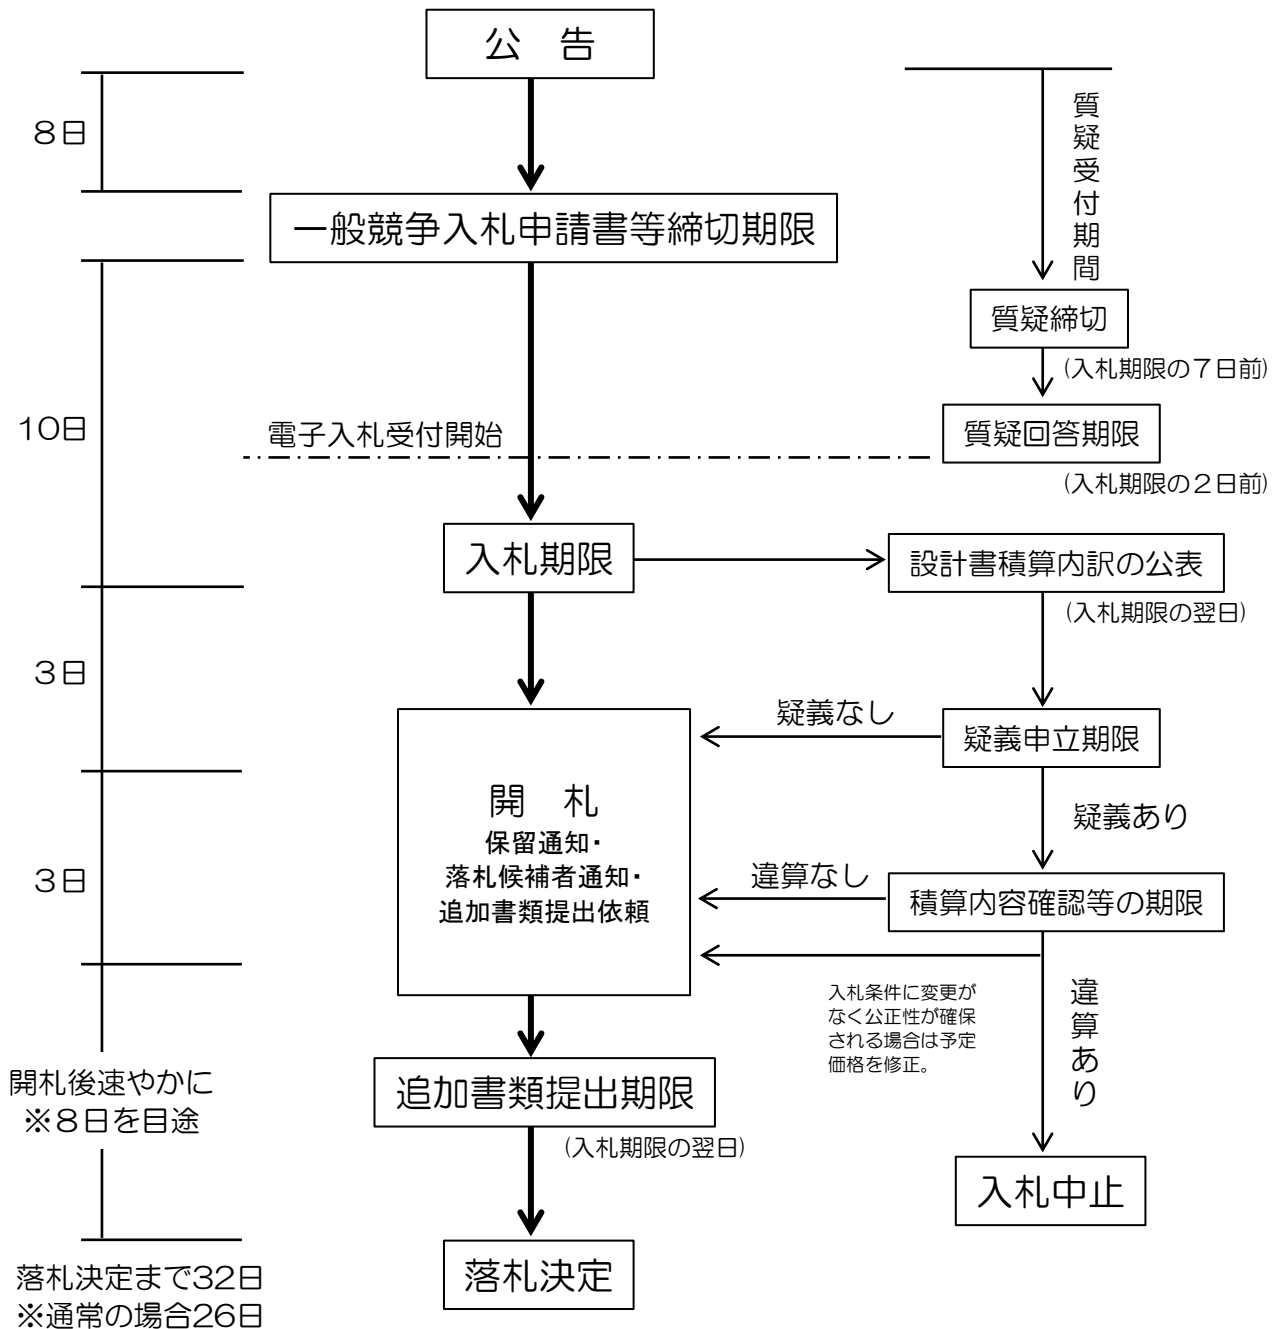 公　告
8日
質疑受付期間
一般競争入札申請書等締切期限
質疑締切
(入札期限の7日前)
10日
電子入札受付開始
質疑回答期限
(入札期限の2日前)
入札期限
設計書積算内訳の公表
(入札期限の翌日)
3日
疑義なし
疑義申立期限
開　札
保留通知・
落札候補者通知・
追加書類提出依頼
疑義あり
3日
違算なし
積算内容確認等の期限
入札条件に変更が
なく公正性が確保
される場合は予定
価格を修正。
違算あり
開札後速やかに
※8日を目途
追加書類提出期限
(入札期限の翌日)
入札中止
落札決定まで32日
※通常の場合26日
落札決定